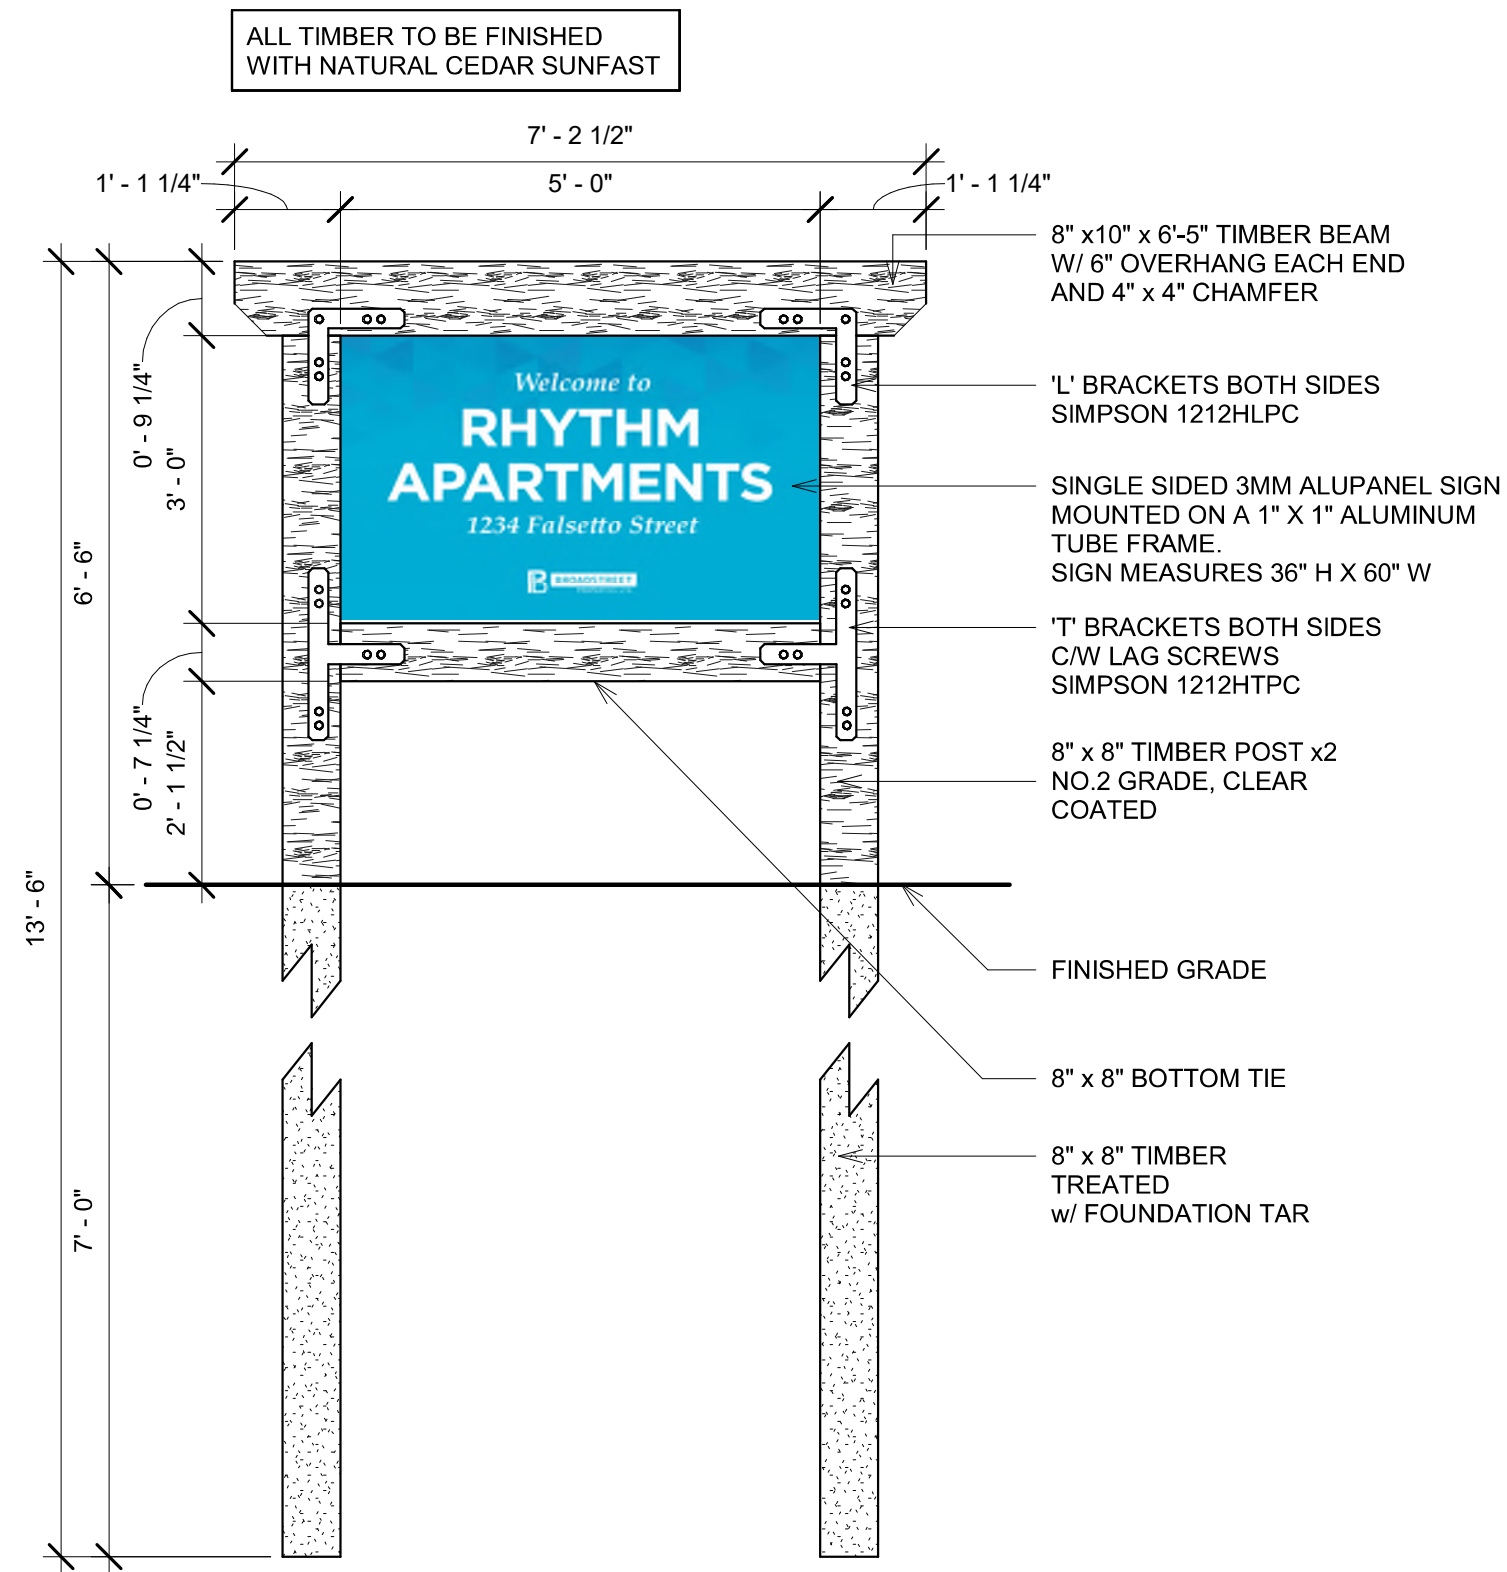 ALL TIMBER TO BE FINISHED
WITH NATURAL CEDAR SUNFAST
7' - 2 1/2"
1' - 1 1/4"
5' - 0"
1' - 1 1/4"
8" x10" x 6'-5" TIMBER BEAM
W/ 6" OVERHANG EACH END
AND 4" x 4" CHAMFER
'L' BRACKETS BOTH SIDES
SIMPSON 1212HLPC
SINGLE SIDED 3MM ALUPANEL SIGN
MOUNTED ON A 1" X 1" ALUMINUM
TUBE FRAME.
SIGN MEASURES 36" H X 60" W
'T' BRACKETS BOTH SIDES
C/W LAG SCREWS
SIMPSON 1212HTPC
8" x 8" TIMBER POST x2
NO.2 GRADE, CLEAR
COATED
FINISHED GRADE
8" x 8" BOTTOM TIE
8" x 8" TIMBER
TREATED
w/ FOUNDATION TAR
Welcome to
RHYTHM
APARTMENTS
1234 Falsetto Street
BROADSTREET
0' - 9 1/4"
3' - 0"
6' - 6"
0' - 7 1/4"
2' - 1 1/2"
13' - 6"
7' - 0"